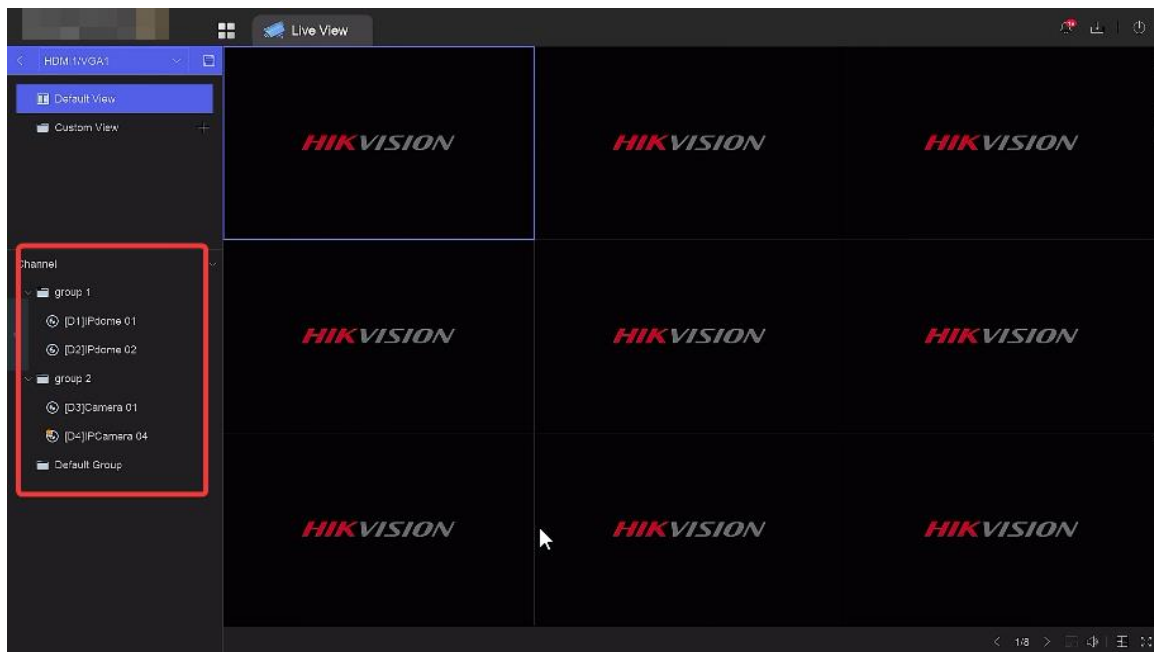 Live View
HDMI1/VGA1
Default View
Custom View
Channel
group 1
[D1]IPdome 01
[D2]IPdome 02
group 2
[D3]Camera 01
[D4]IPCamera 04
Default Group
HIKVISION HIKVISION HIKVISION
HIKVISION HIKVISION HIKVISION
HIKVISION HIKVISION HIKVISION
1/8